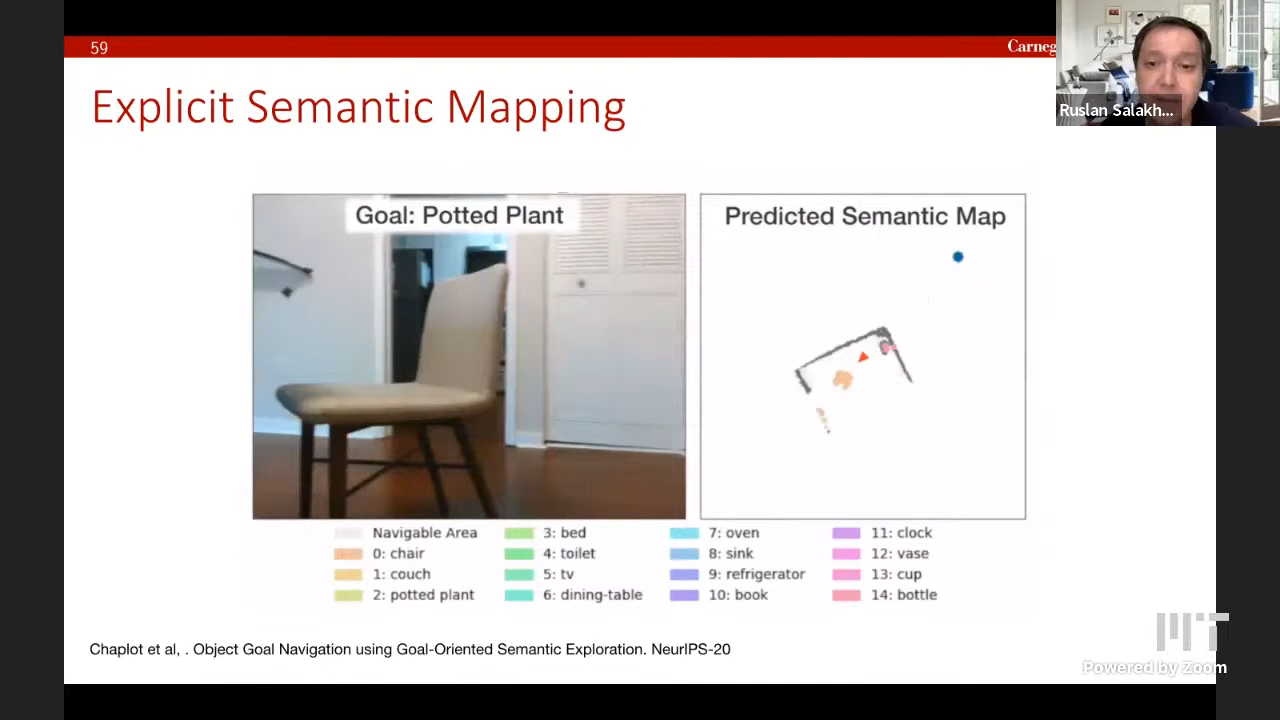 59
Carneg
Ruslan Salakh...
Explicit Semantic Mapping
Goal: Potted Plant
Predicted Semantic Map
Navigable Area
0: chair
1: couch
2: potted plant
3: bed
4: toilet
5: tv
6: dining-table
7: oven
8: sink
9: refrigerator
10: book
11: clock
12: vase
13: cup
14: bottle
Chaplot et al, . Object Goal Navigation using Goal-Oriented Semantic Exploration. NeurIPS-20
MIT
Powered by Zoom